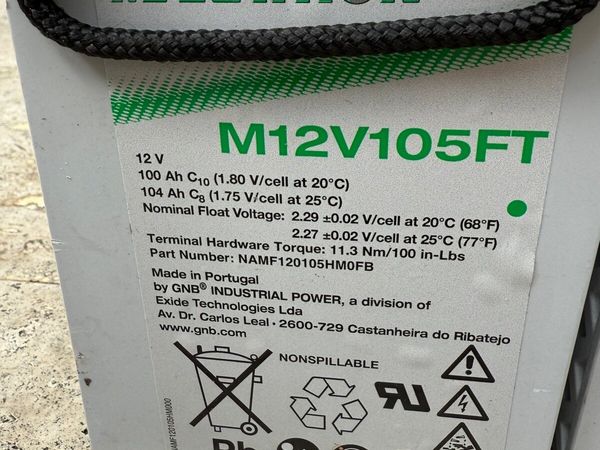 M12V105FT
12 V
100 Ah C10 (1.80 V/cell at 20°C)
104 Ah C8 (1.75 V/cell at 25°C)
Nominal Float Voltage: 2.29 ±0.02 V/cell at 20°C (68°F)
2.27 ±0.02 V/cell at 25°C (77°F)
Terminal Hardware Torque: 11.3 Nm/100 in-Lbs
Part Number: NAMF120105HM0FB
Made in Portugal
by GNB® INDUSTRIAL POWER, a division of
Exide Technologies Lda
Av. Dr. Carlos Leal · 2600-729 Castanheira do Ribatejo
www.gnb.com
NONSPILLABLE
NAMF120105HM0000
Pb